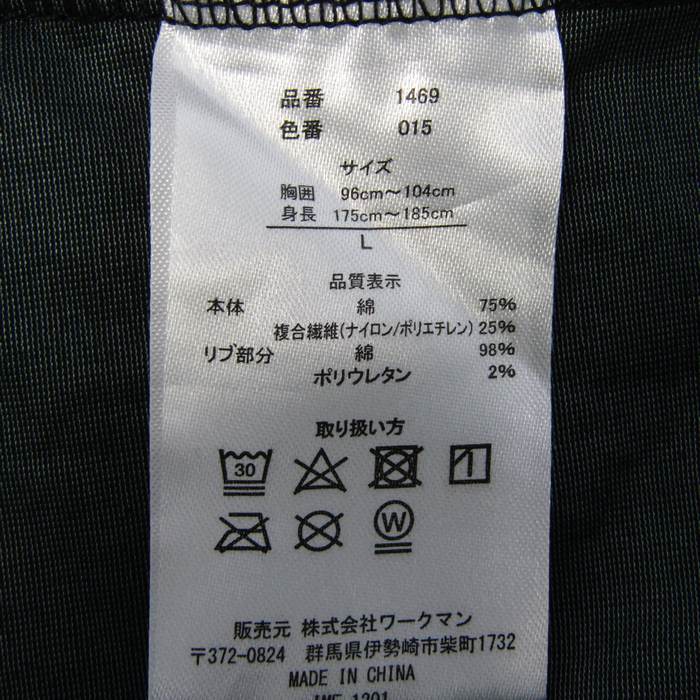 品番 1469
色番 015
サイズ
胸囲 96cm～104cm
身長 175cm～185cm
L
品質表示
本体 綿 75%
複合繊維(ナイロン/ポリエチレン) 25%
リブ部分 綿 98%
ポリウレタン 2%
取り扱い方
30
W
販売元 株式会社ワークマン
〒372-0824 群馬県伊勢崎市柴町1732
MADE IN CHINA